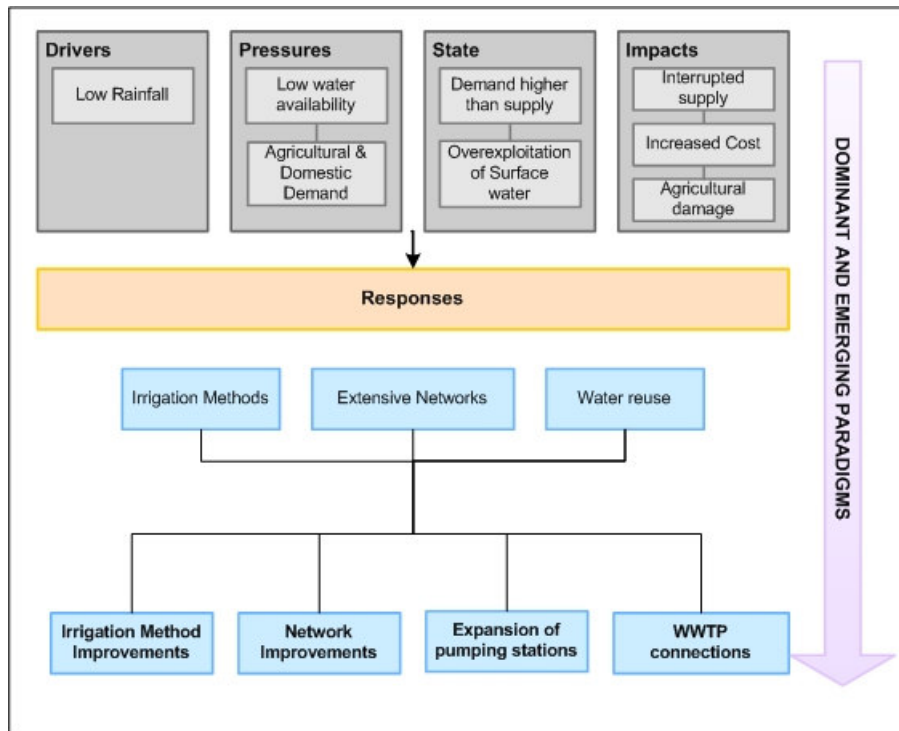 Drivers
Low Rainfall
Pressures
Low water
availability
Agricultural &
Domestic
Demand
State
Demand higher
than supply
Overexploitation
of Surface
water
Impacts
Interrupted
supply
Increased Cost
Agricultural
damage
Responses
Irrigation Methods
Extensive Networks
Water reuse
Irrigation Method
Improvements
Network
Improvements
Expansion of
pumping stations
WWTP
connections
DOMINANT AND EMERGING PARADIGMS